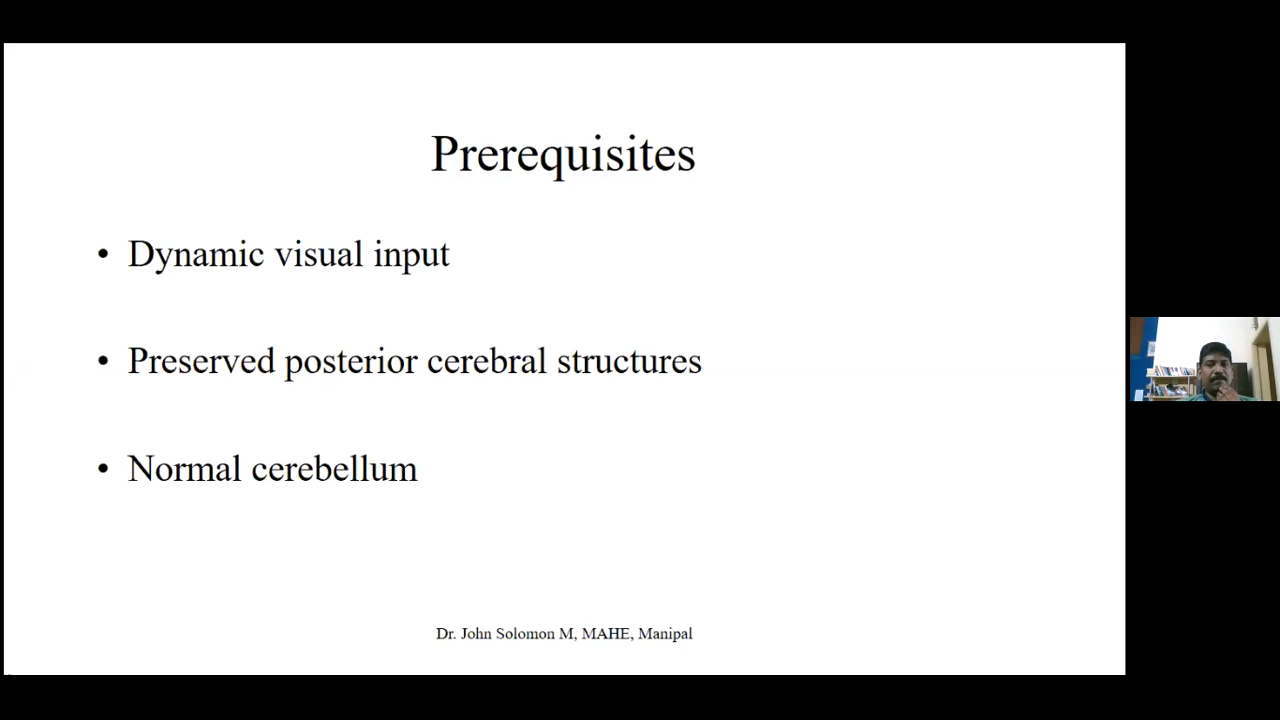 Prerequisites
• Dynamic visual input
• Preserved posterior cerebral structures
• Normal cerebellum
Dr. John Solomon M, MAHE, Manipal